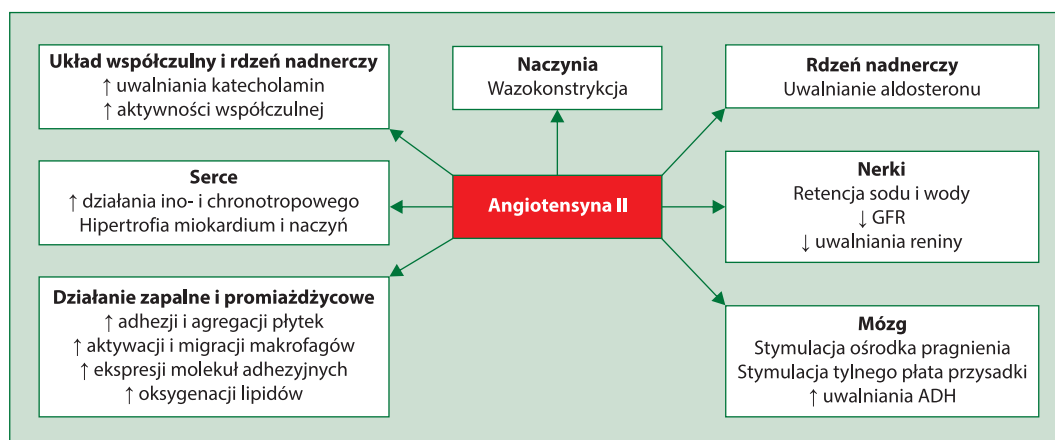 Układ współczulny i rdzeń nadnerczy
↑ uwalniania katecholamin
↑ aktywności współczulnej
Naczynia
Wazokonstrykcja
Rdzeń nadnerczy
Uwalnianie aldosteronu
Serce
↑ działania ino- i chronotropowego
Hipertrofia miokardium i naczyń
Angiotensyna II
Nerki
Retencja sodu i wody
↓ GFR
↓ uwalniania reniny
Działanie zapalne i promiażdżycowe
↑ adhezji i agregacji płytek
↑ aktywacji i migracji makrofagów
↑ ekspresji molekuł adhezyjnych
↑ oksygenacji lipidów
Mózg
Stymulacja ośrodka pragnienia
Stymulacja tylnego płata przysadki
↑ uwalniania ADH